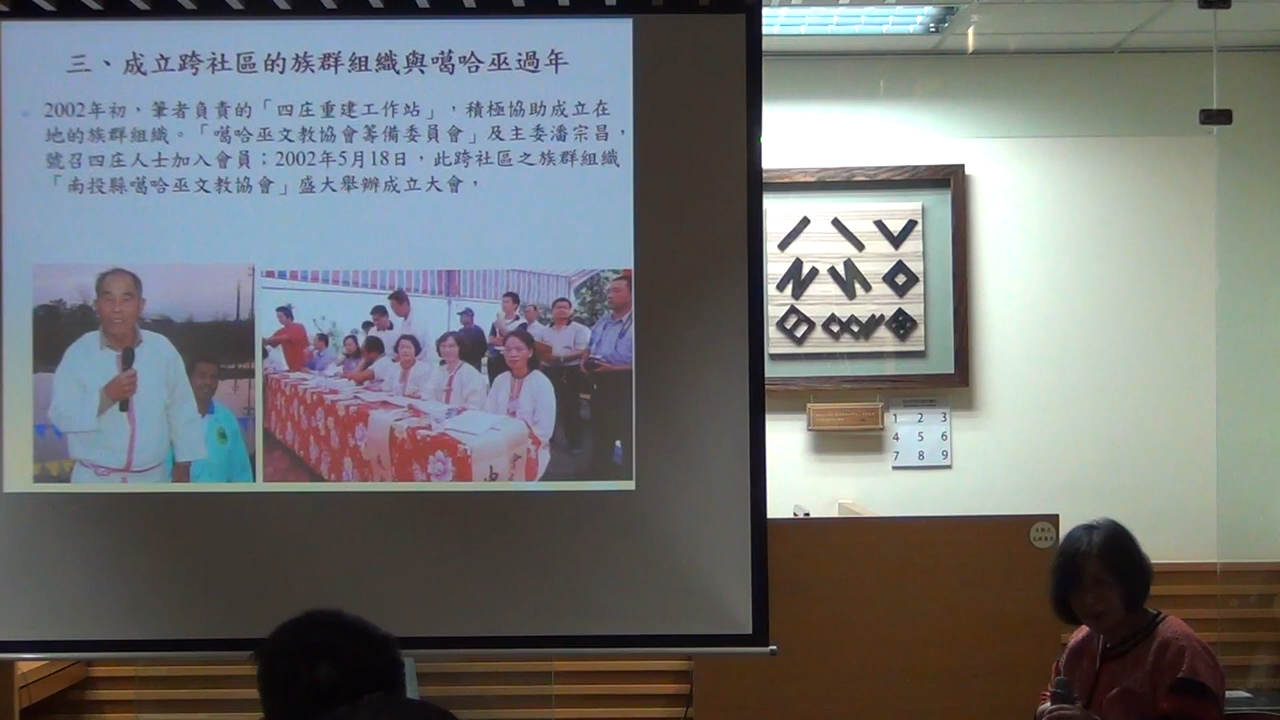 三、成立跨社區的族群組織與噶哈巫過年
2002年初，筆者負責的「四庄重建工作站」，積極協助成立在
地的族群組織。「噶哈巫文教協會籌備委員會」及主委潘宗昌，
號召四庄人士加入會員；2002年5月18日，此跨社區之族群組織
「南投縣噶哈巫文教協會」盛大舉辦成立大會，
1 2 3
4 5 6
7 8 9